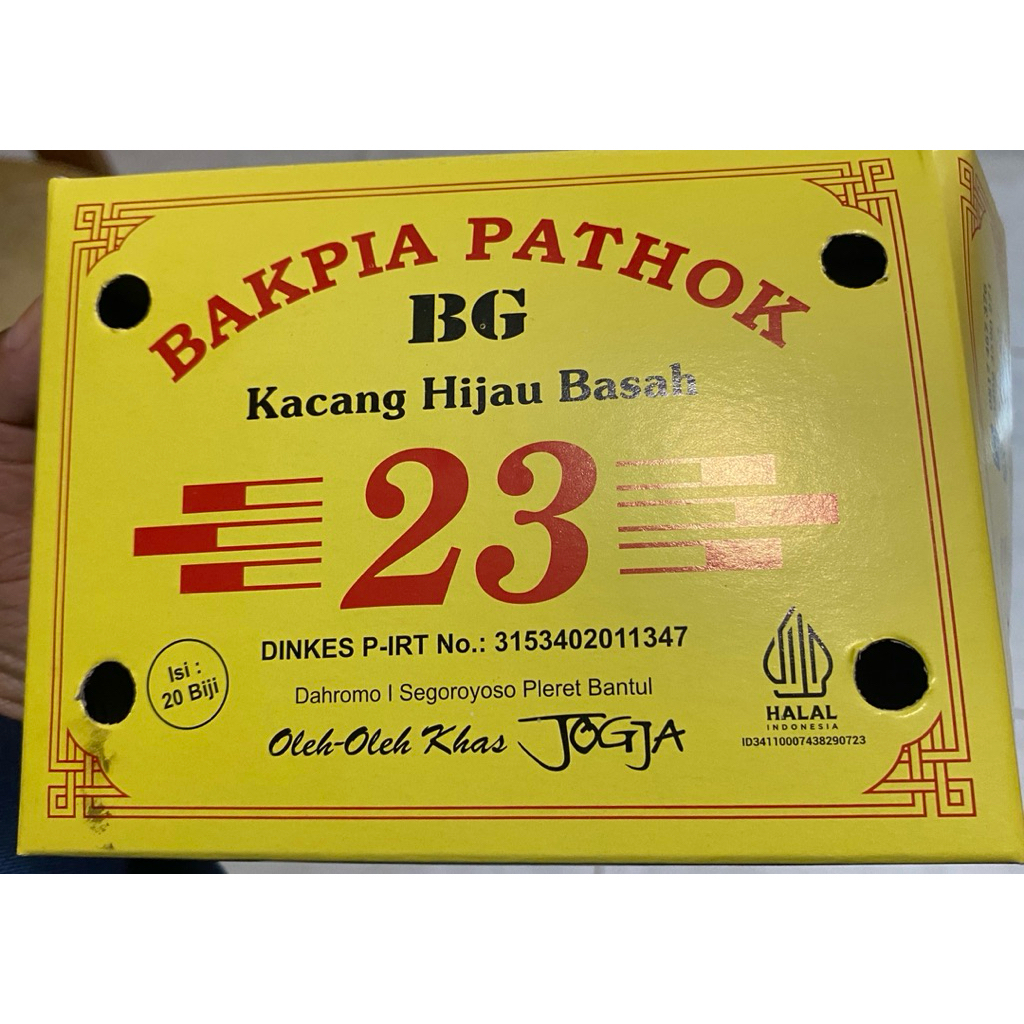 BAKPIA PATHOK
BG
Kacang Hijau Basah
23
DINKES P-IRT No.: 3153402011347
Isi :
20 Biji
Dahromo I Segoroyoso Pleret Bantul
Oleh-Oleh Khas JOGJA
HALAL
INDONESIA
ID34110007438290723